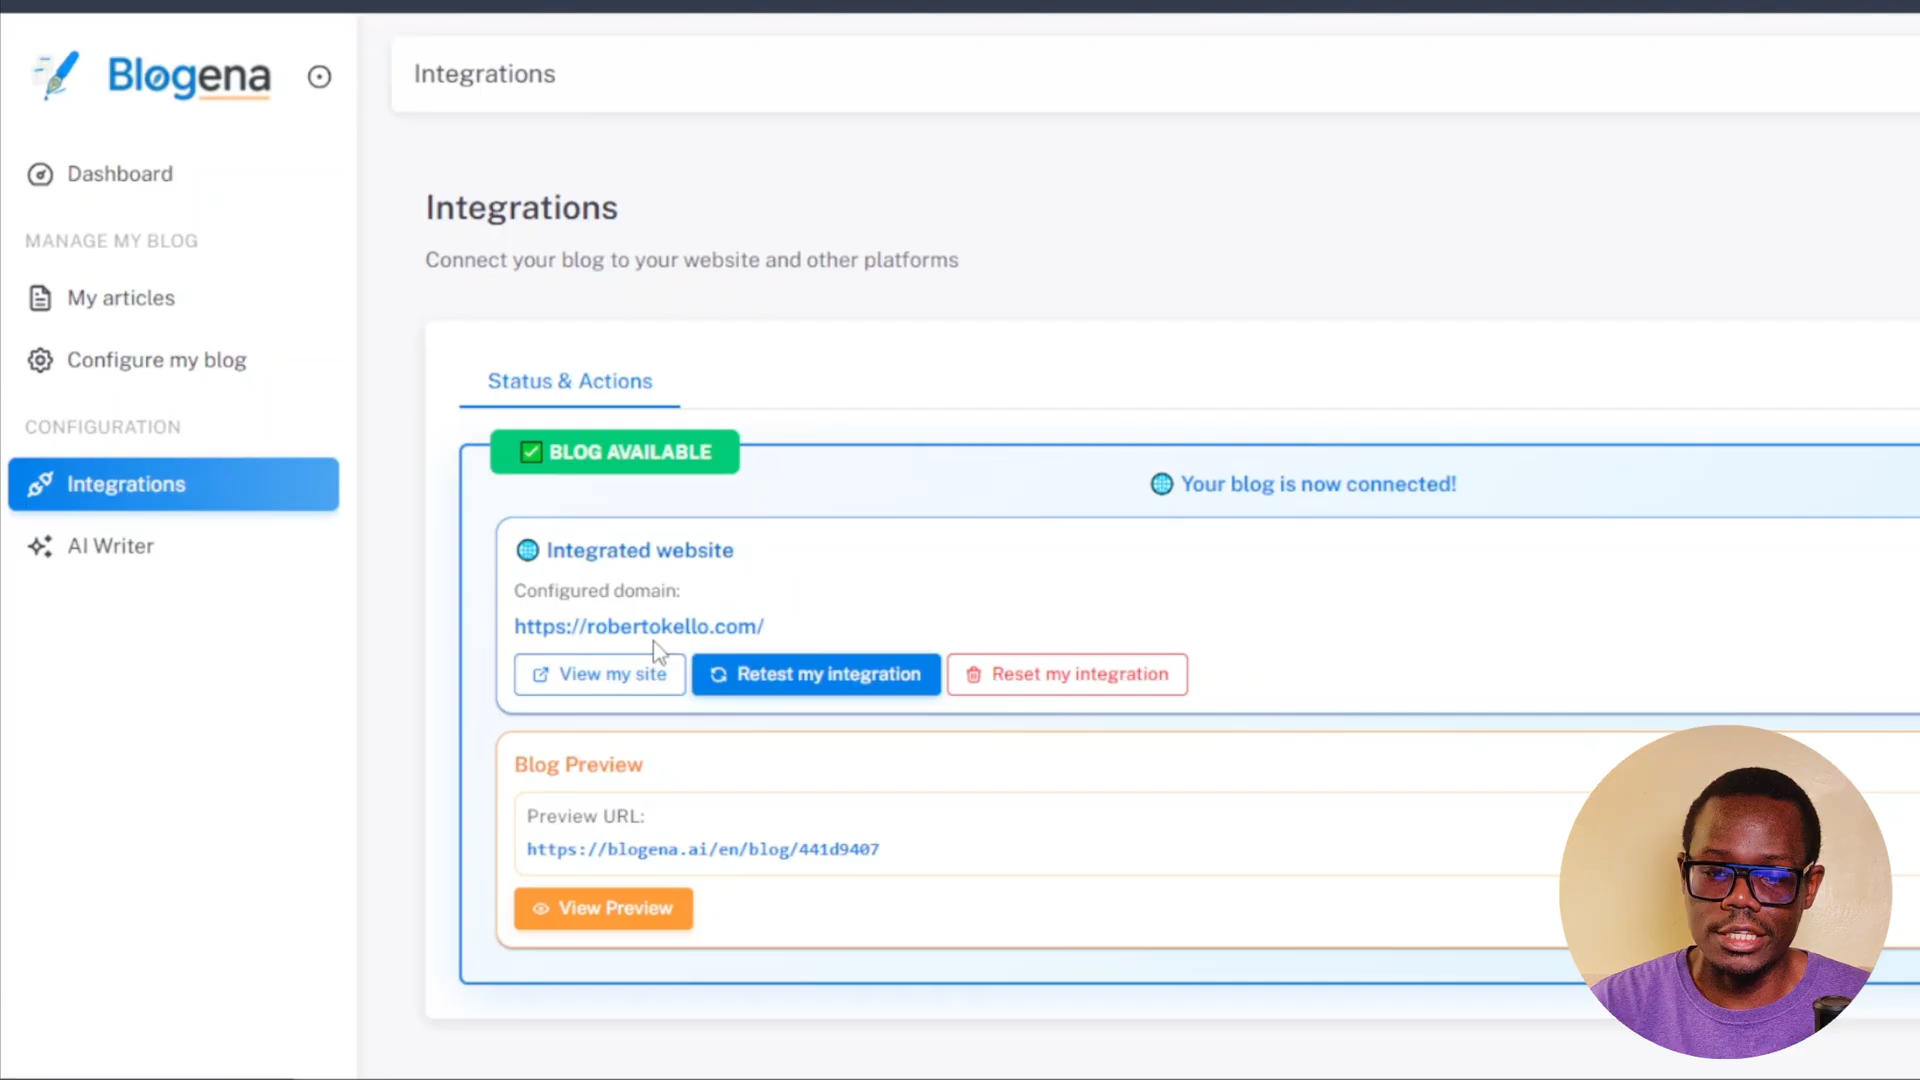 Blogena
Integrations
Dashboard
MANAGE MY BLOG
My articles
Configure my blog
CONFIGURATION
Integrations
AI Writer
Integrations
Connect your blog to your website and other platforms
Status & Actions
BLOG AVAILABLE
Your blog is now connected!
Integrated website
Configured domain:
https://robertokello.com/
View my site
Retest my integration
Reset my integration
Blog Preview
Preview URL:
https://blogena.ai/en/blog/441d9407
View Preview